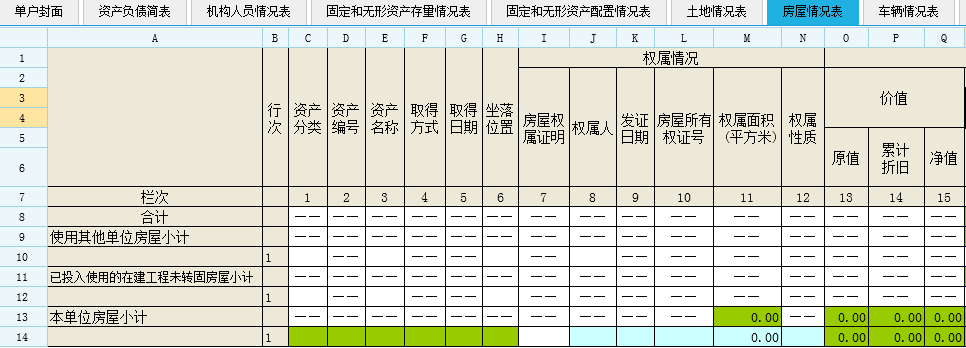 单户封面 资产负债简表 机构人员情况表 固定和无形资产存量情况表 固定和无形资产配置情况表 土地情况表 房屋情况表 车辆情况表
A B C D E F G H I J K L M N O P Q
1 权属情况
2
3 价值
4
5
6
行次
资产分类
资产编号
资产名称
取得方式
取得日期
坐落位置
房屋权属证明
权属人
发证日期
房屋所有权证号
权属面积(平方米)
权属性质
原值
累计折旧
净值
7 栏次 1 2 3 4 5 6 7 8 9 10 11 12 13 14 15
8 合计 —— —— —— —— —— —— —— —— —— —— —— —— —— —— ——
9 使用其他单位房屋小计 —— —— —— —— —— —— —— —— —— —— —— —— —— —— ——
10 1 —— —— —— —— —— —— —— —— —— —— —— —— —— ——
11 已投入使用的在建工程未转固房屋小计 —— —— —— —— —— —— —— —— —— —— —— —— —— —— ——
12 1 —— —— —— —— —— —— —— —— —— —— —— —— —— ——
13 本单位房屋小计 —— —— —— —— —— —— —— —— —— —— 0.00 —— 0.00 0.00 0.00
14 1 0.00 0.00 0.00 0.00